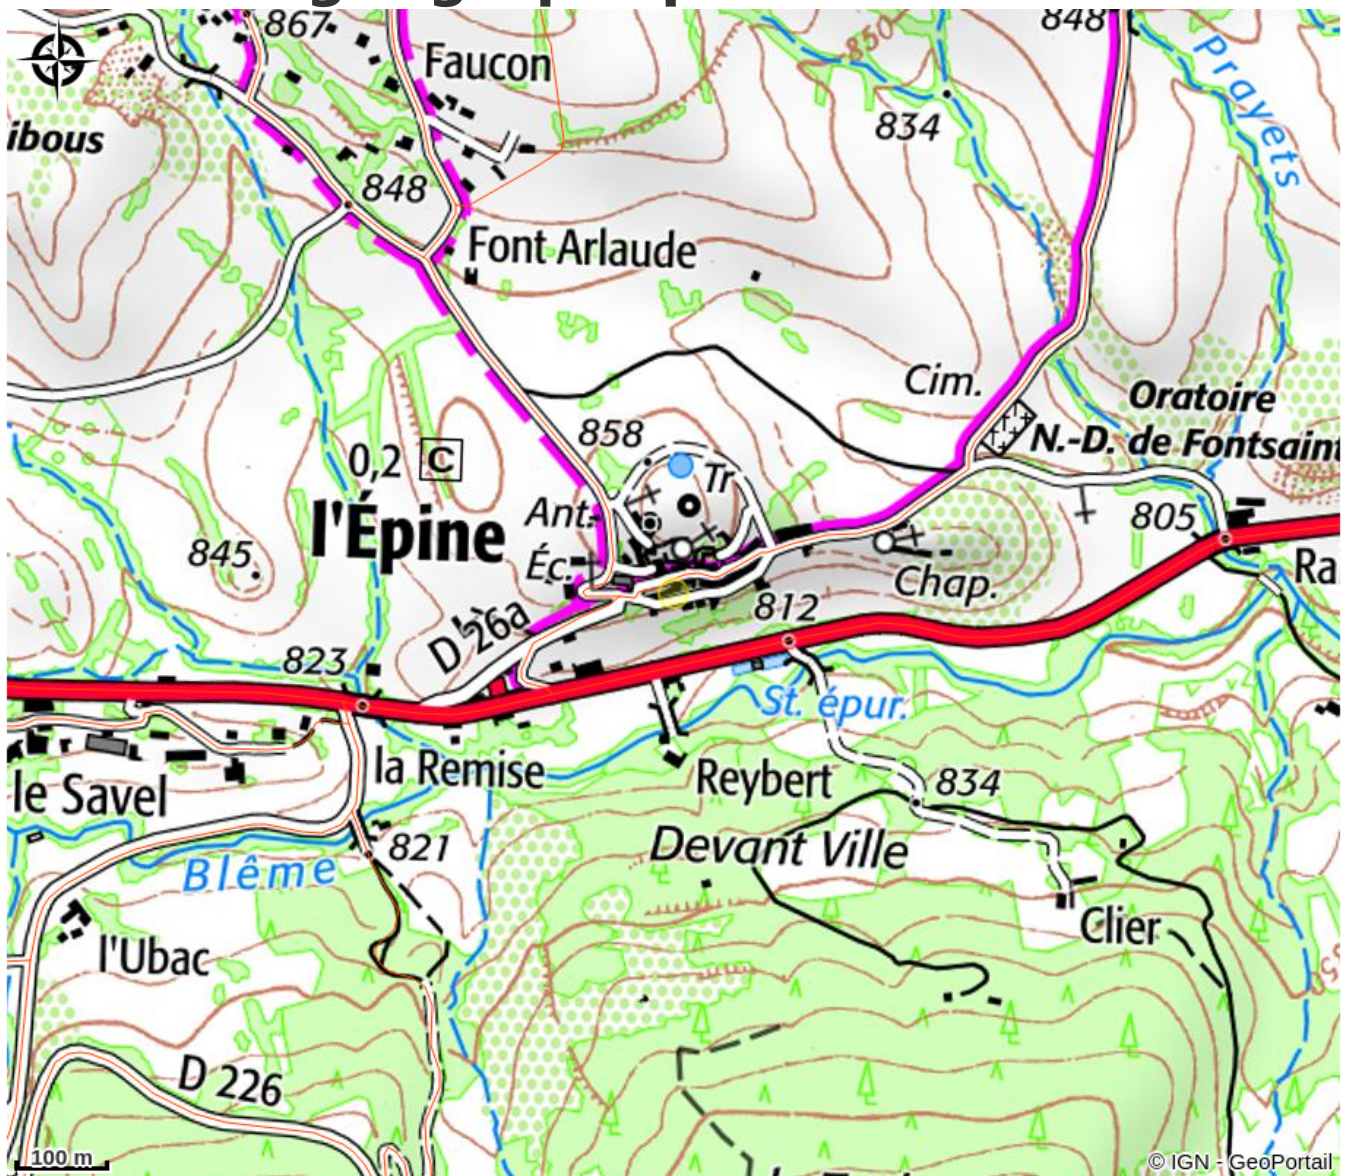 867
848
Faucon
850
Prayets
834
ibous
848
Font Arlaude
Cim.
Oratoire
N.-D. de Fontsaint
858
0,2 C
Tr
l'Épine
Ant.
805
845
Éc.
Chap.
Ra
812
D 26a
823
St. épur.
la Remise
Reybert
834
le Savel
821
Devant Ville
Blême
Clier
l'Ubac
D 226
100 m
© IGN - GeoPortail